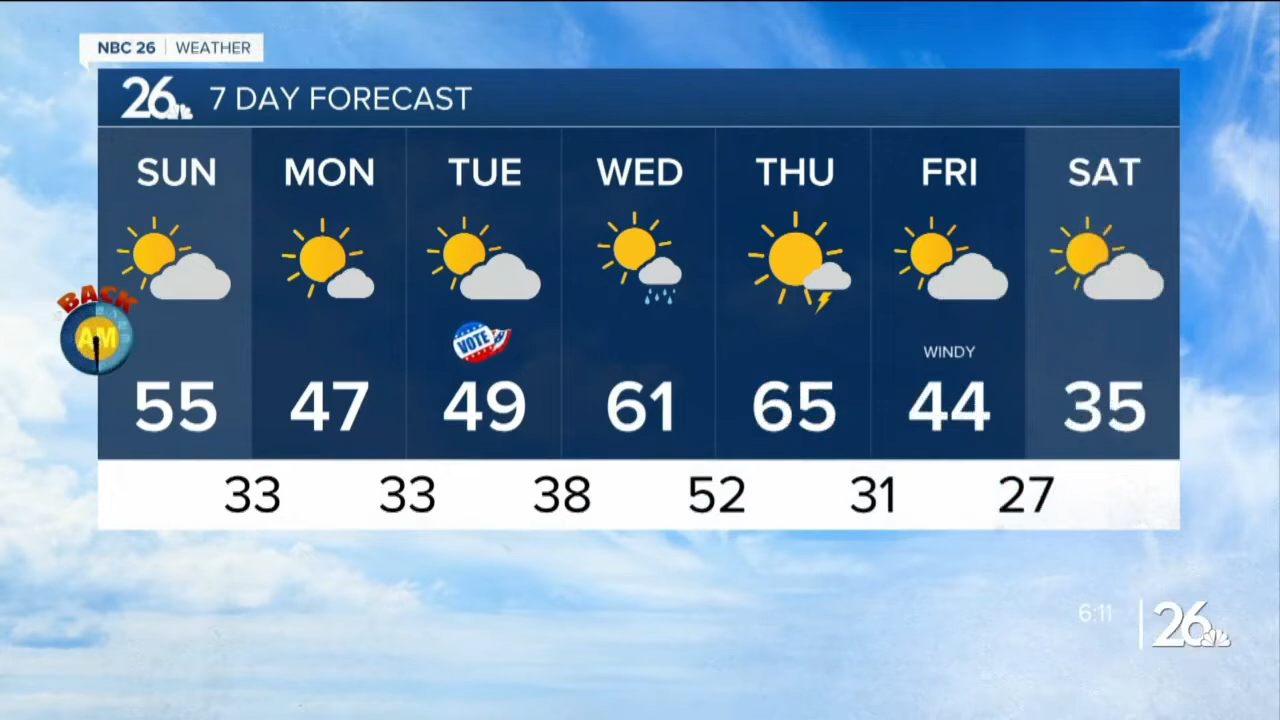 NBC 26 | WEATHER
26 7 DAY FORECAST
SUN MON TUE WED THU FRI SAT
BACK
AM
VOTE
WINDY
55 47 49 61 65 44 35
33 33 38 52 31 27
6:11 26